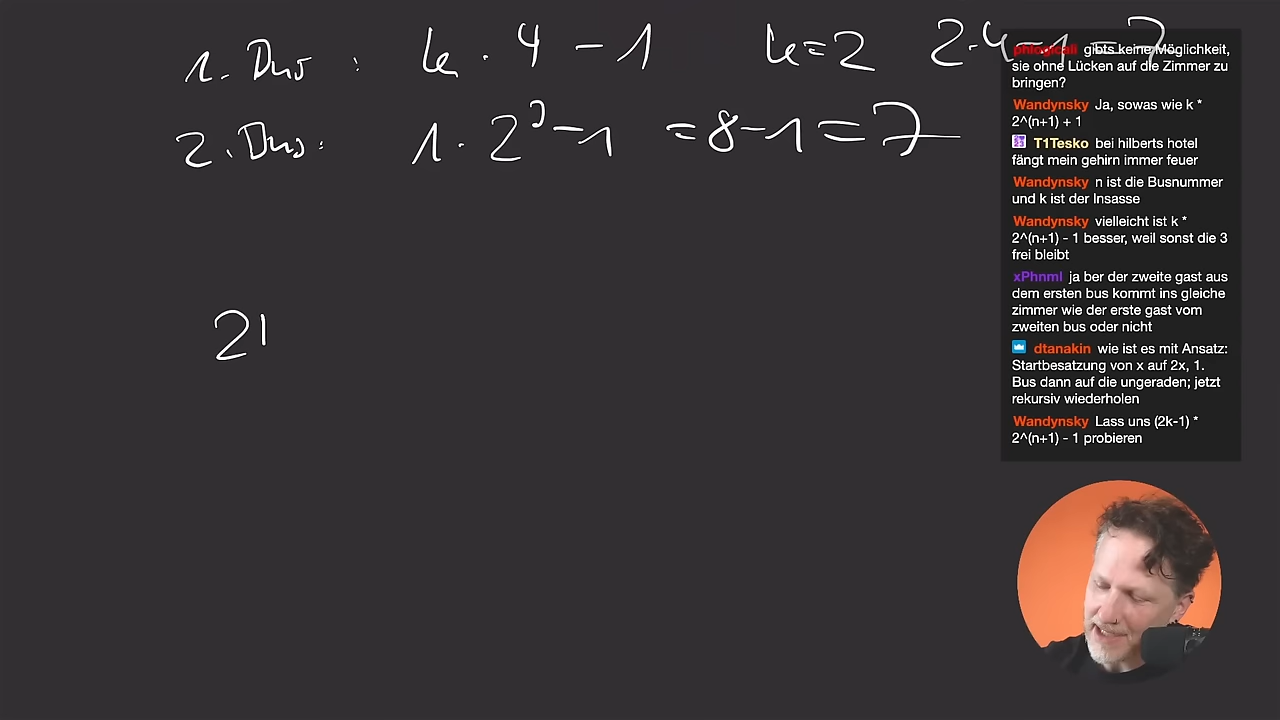 1. Bus : k · 4 - 1 k=2 2·4-1=7
2. Bus: 1 · 2³-1 =8-1=7
2
phlogicali gibts keine Möglichkeit,
sie ohne Lücken auf die Zimmer zu
bringen?
Wandynsky Ja, sowas wie k *
2^(n+1) + 1
T1Tesko bei hilberts hotel
fängt mein gehirn immer feuer
Wandynsky n ist die Busnummer
und k ist der Insasse
Wandynsky vielleicht ist k *
2^(n+1) - 1 besser, weil sonst die 3
frei bleibt
xPhnml ja ber der zweite gast aus
dem ersten bus kommt ins gleiche
zimmer wie der erste gast vom
zweiten bus oder nicht
dtanakin wie ist es mit Ansatz:
Startbesatzung von x auf 2x, 1.
Bus dann auf die ungeraden; jetzt
rekursiv wiederholen
Wandynsky Lass uns (2k-1) *
2^(n+1) - 1 probieren